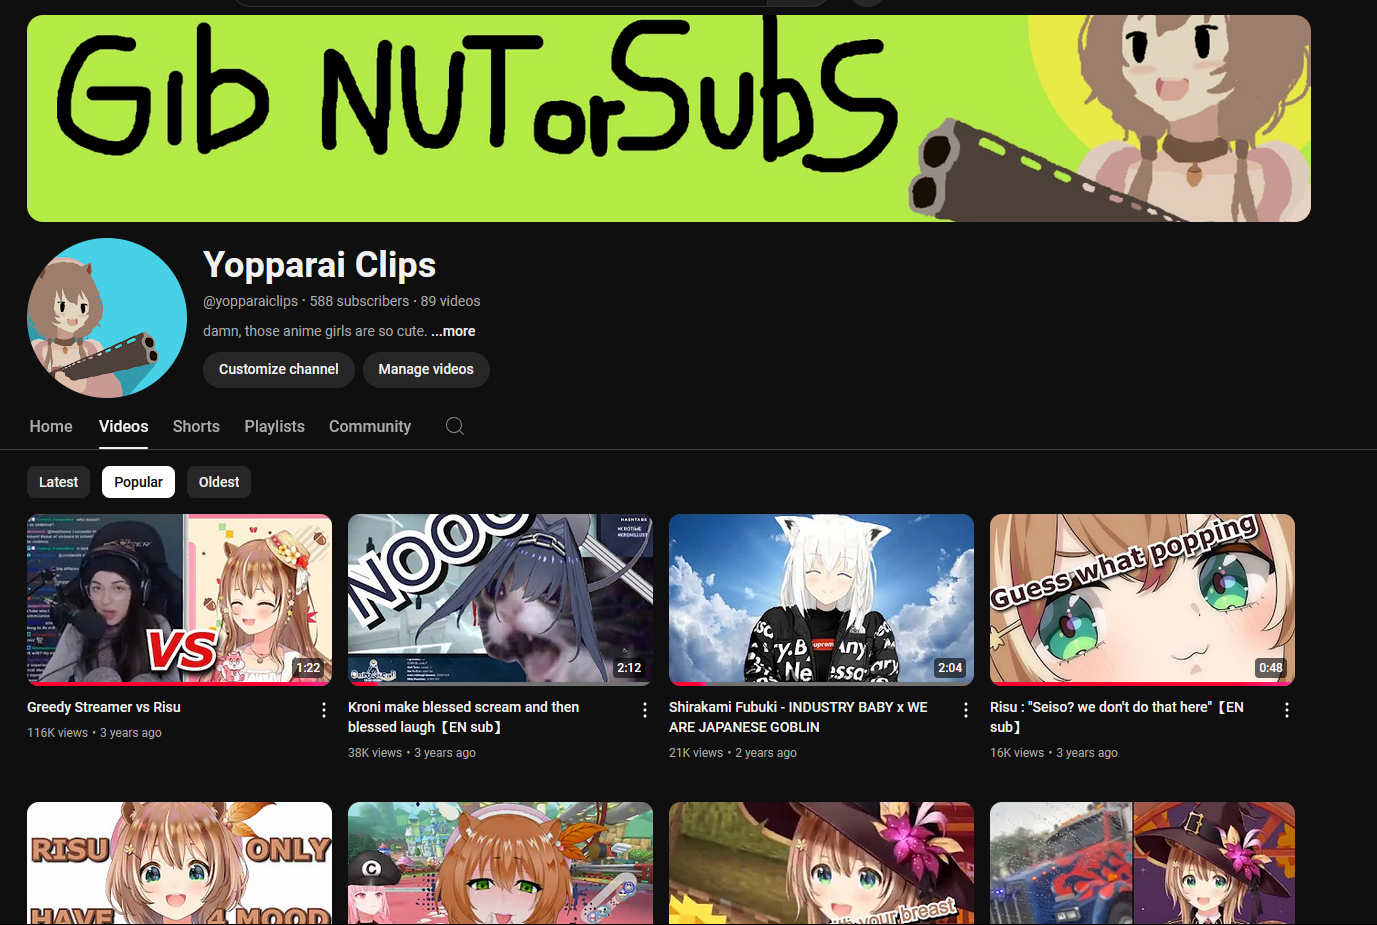 Gib NUT or SubS
Yopparai Clips
@yopparaiclips · 588 subscribers · 89 videos
damn, those anime girls are so cute. ...more
Customize channel
Manage videos
Home
Videos
Shorts
Playlists
Community
Latest
Popular
Oldest
VS
1:22
NOOO
HASHTAGS
2:12
Suprem
2:04
Guess what popping
0:48
Greedy Streamer vs Risu
116K views • 3 years ago
Kroni make blessed scream and then
blessed laugh【EN sub】
38K views • 3 years ago
Shirakami Fubuki - INDUSTRY BABY x WE
ARE JAPANESE GOBLIN
21K views • 2 years ago
Risu : "Seiso? we don't do that here"【EN
sub】
16K views • 3 years ago
RISU ONLY
HAVE 4 MOOD
C
your breast